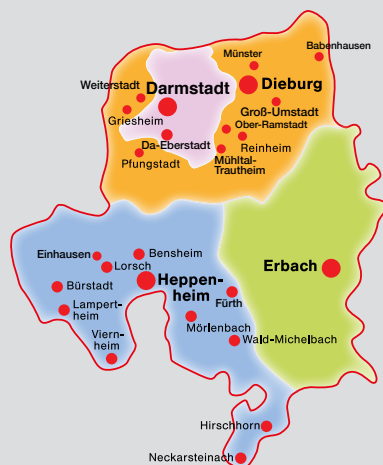 Babenhausen
Münster
Weiterstadt
Darmstadt
Dieburg
Groß-Umstadt
Griesheim
Ober-Ramstadt
Da-Eberstadt
Reinheim
Pfungstadt
Mühltal-
Trautheim
Einhausen
Bensheim
Lorsch
Erbach
Bürstadt
Heppen-
heim
Fürth
Lampert-
heim
Mörlenbach
Viern-
heim
Wald-Michelbach
Hirschhorn
Neckarsteinach